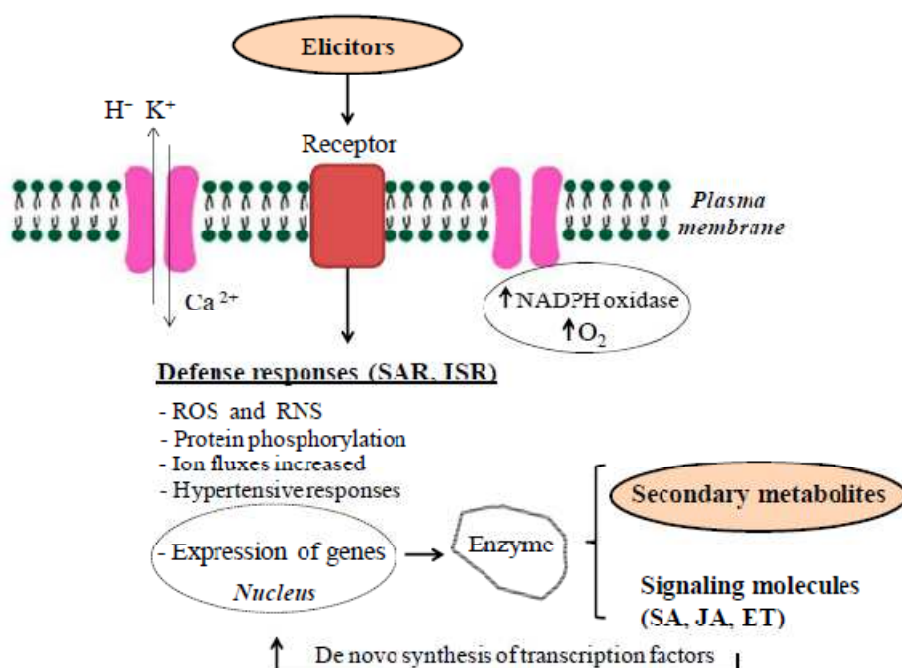 Elicitors
H⁻ K⁺
Receptor
Plasma
membrane
Ca²⁺
↑NADPH oxidase
↑O₂
Defense responses (SAR, ISR)
- ROS and RNS
- Protein phosphorylation
- Ion fluxes increased
- Hypertensive responses
- Expression of genes
Nucleus
Enzyme
Secondary metabolites
Signaling molecules
(SA, JA, ET)
De novo synthesis of transcription factors